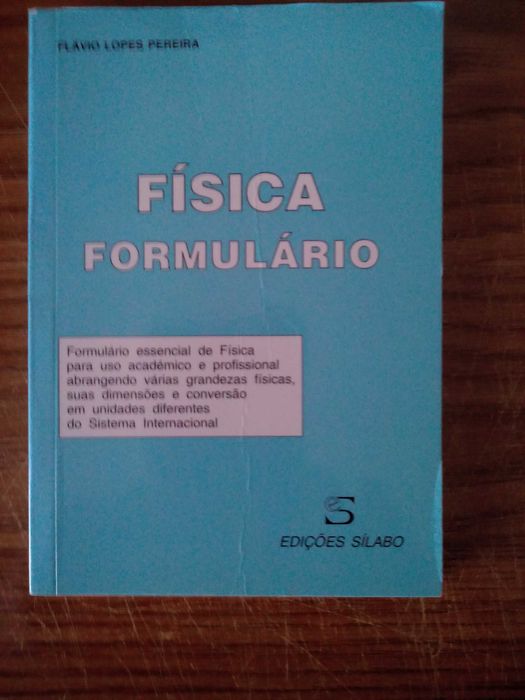 FLÁVIO LOPES PEREIRA
FÍSICA
FORMULÁRIO
Formulário essencial de Física
para uso académico e profissional
abrangendo várias grandezas físicas,
suas dimensões e conversão
em unidades diferentes
do Sistema Internacional
eS
EDIÇÕES SÍLABO